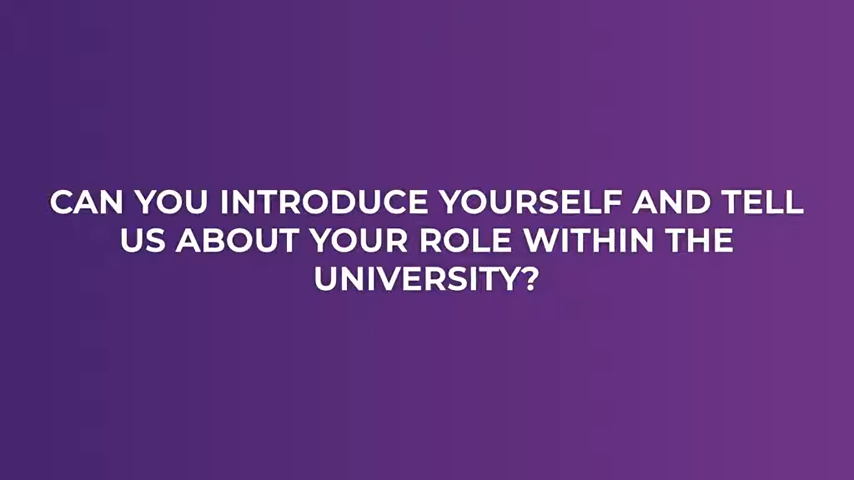 CAN YOU INTRODUCE YOURSELF AND TELL
US ABOUT YOUR ROLE WITHIN THE
UNIVERSITY?